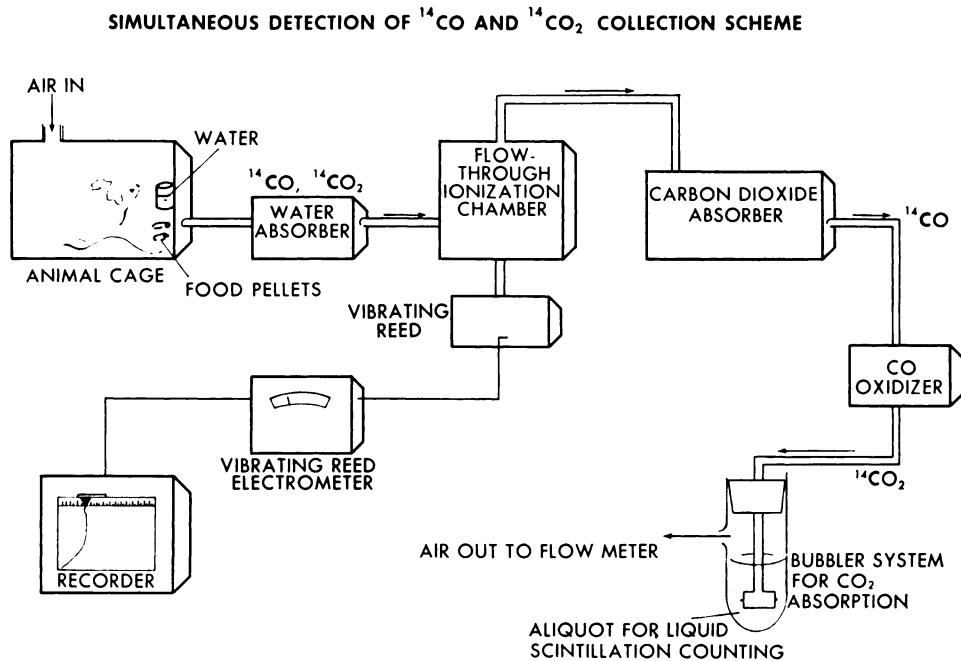 SIMULTANEOUS DETECTION OF ¹⁴CO AND ¹⁴CO₂ COLLECTION SCHEME
AIR IN
WATER
¹⁴CO, ¹⁴CO₂
WATER
ABSORBER
FLOW-
THROUGH
IONIZATION
CHAMBER
CARBON DIOXIDE
ABSORBER
¹⁴CO
ANIMAL CAGE
FOOD PELLETS
VIBRATING
REED
CO
OXIDIZER
VIBRATING REED
ELECTROMETER
¹⁴CO₂
RECORDER
AIR OUT TO FLOW METER
BUBBLER SYSTEM
FOR CO₂
ABSORPTION
ALIQUOT FOR LIQUID
SCINTILLATION COUNTING